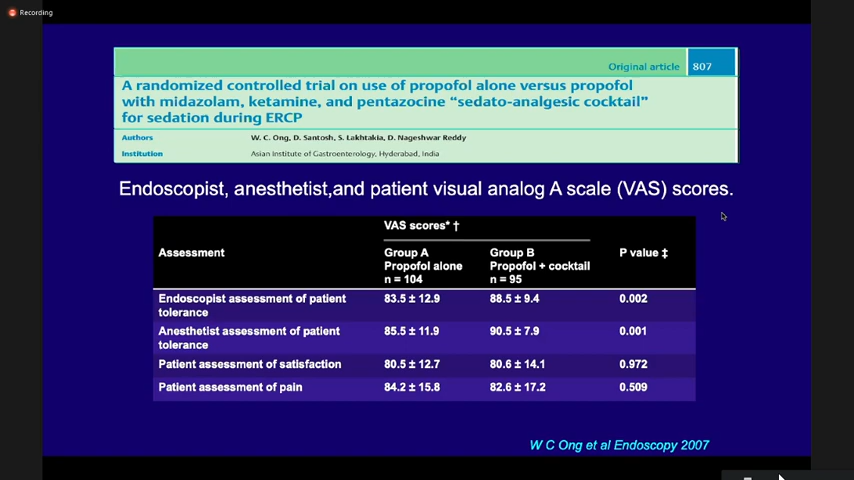 Recording
Original article 807
A randomized controlled trial on use of propofol alone versus propofol
with midazolam, ketamine, and pentazocine “sedato-analgesic cocktail”
for sedation during ERCP
Authors W. C. Ong, D. Santosh, S. Lakhtakia, D. Nageshwar Reddy
Institution Asian Institute of Gastroenterology, Hyderabad, India
Endoscopist, anesthetist,and patient visual analog A scale (VAS) scores.
VAS scores* †
Assessment Group A Group B P value ‡
Propofol alone Propofol + cocktail
n = 104 n = 95
Endoscopist assessment of patient 83.5 ± 12.9 88.5 ± 9.4 0.002
tolerance
Anesthetist assessment of patient 85.5 ± 11.9 90.5 ± 7.9 0.001
tolerance
Patient assessment of satisfaction 80.5 ± 12.7 80.6 ± 14.1 0.972
Patient assessment of pain 84.2 ± 15.8 82.6 ± 17.2 0.509
W C Ong et al Endoscopy 2007